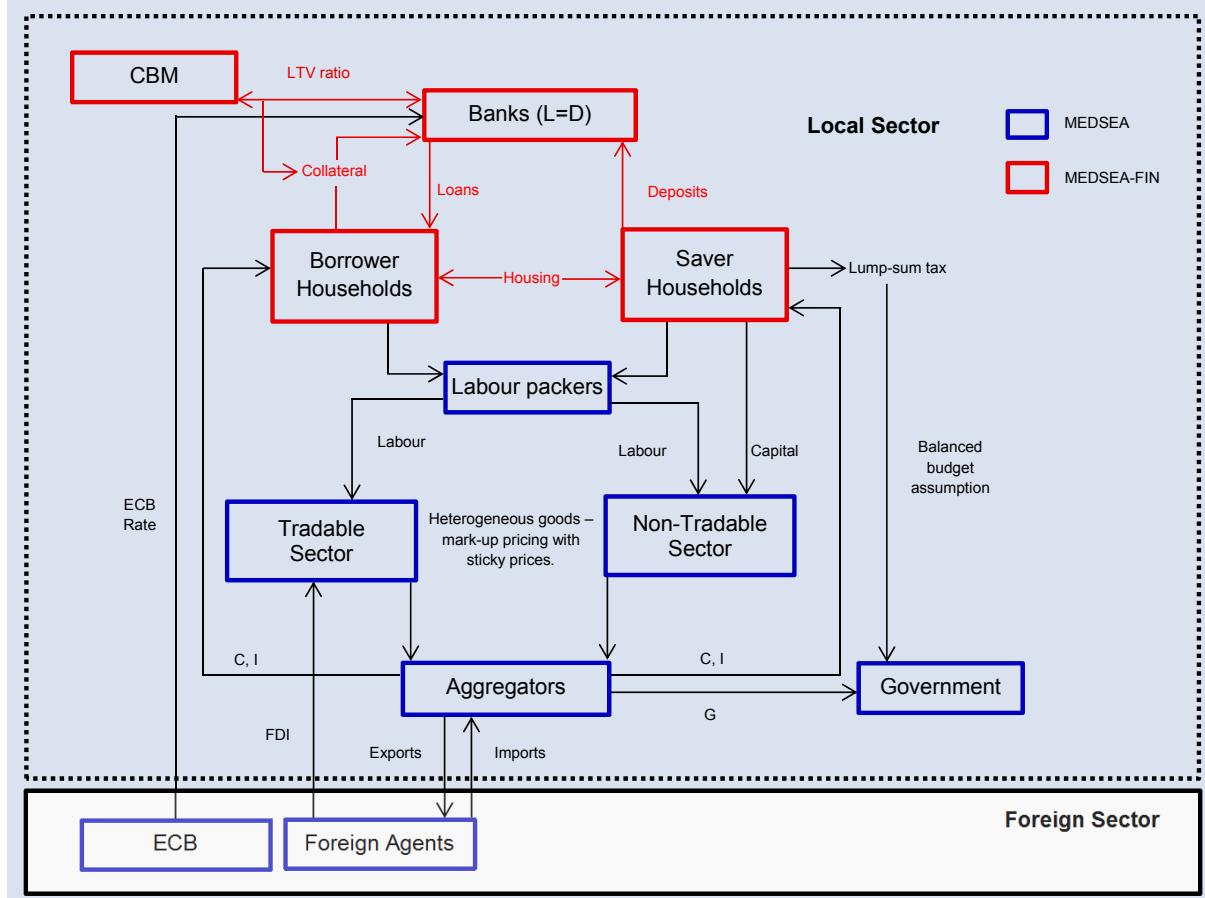 CBM
LTV ratio
Banks (L=D)
Local Sector
MEDSEA
MEDSEA-FIN
Collateral
Loans
Deposits
Borrower
Households
Housing
Saver
Households
Lump-sum tax
Labour packers
Labour
Labour
Capital
Balanced
budget
assumption
ECB
Rate
Tradable
Sector
Heterogeneous goods –
mark-up pricing with
sticky prices.
Non-Tradable
Sector
C, I
C, I
Aggregators
Government
G
FDI
Exports
Imports
Foreign Sector
ECB
Foreign Agents